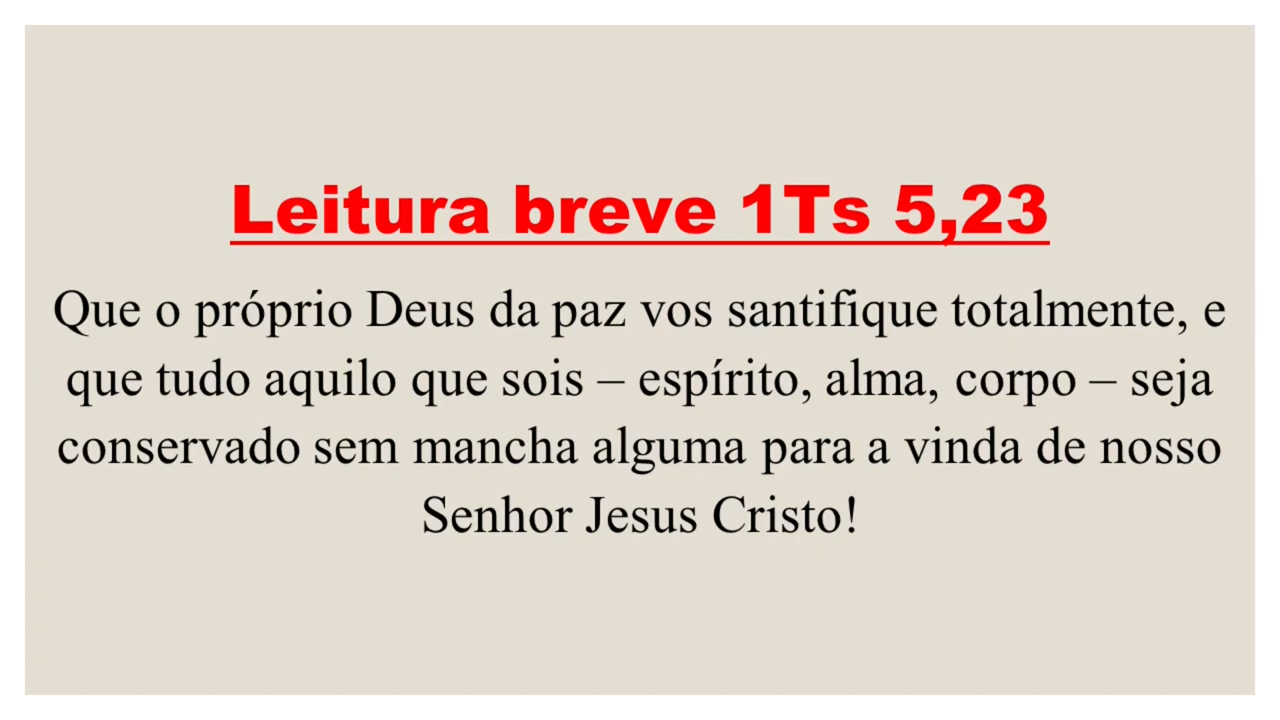 Leitura breve 1Ts 5,23
Que o próprio Deus da paz vos santifique totalmente, e
que tudo aquilo que sois – espírito, alma, corpo – seja
conservado sem mancha alguma para a vinda de nosso
Senhor Jesus Cristo!